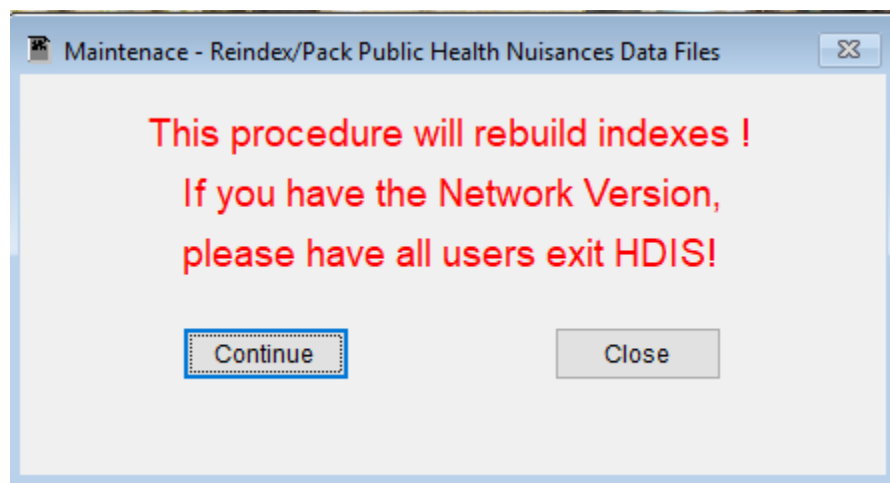 Maintenace - Reindex/Pack Public Health Nuisances Data Files
This procedure will rebuild indexes !
If you have the Network Version,
please have all users exit HDIS!
Continue
Close